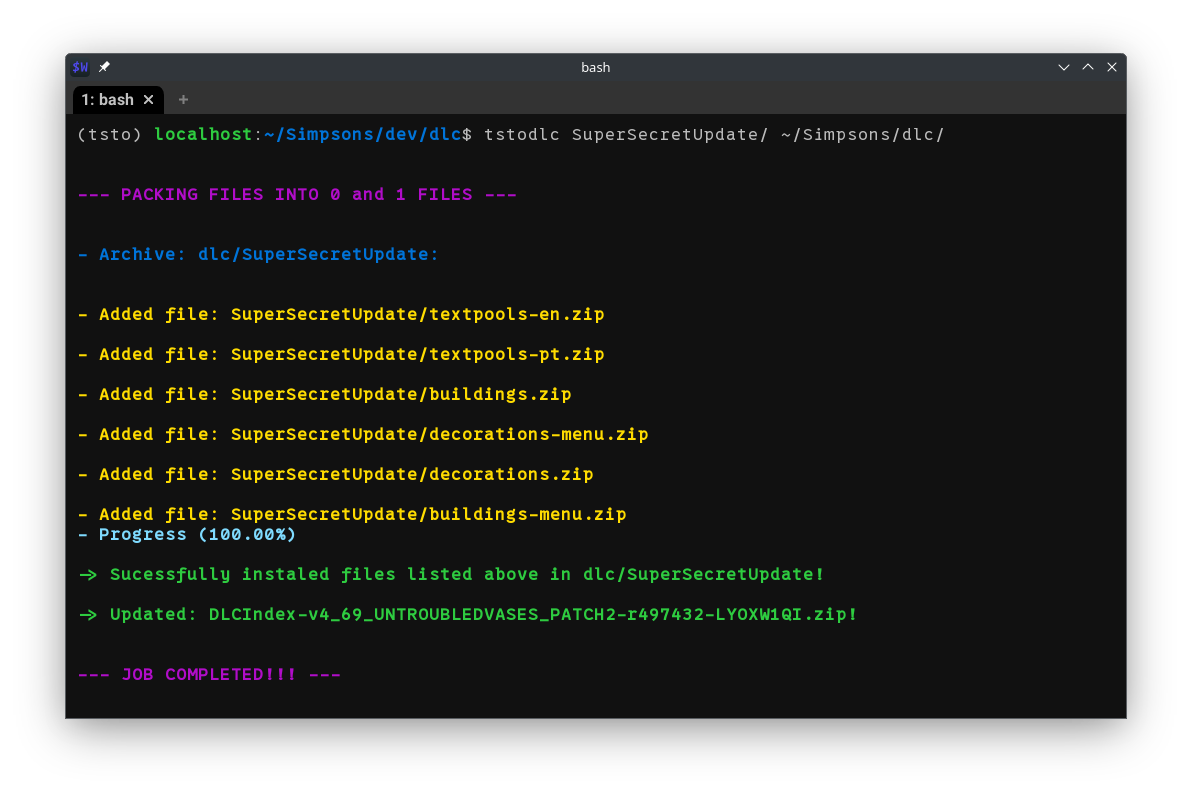 $W
bash
1: bash × +
(tsto) localhost:~/Simpsons/dev/dlc$ tstodlc SuperSecretUpdate/ ~/Simpsons/dlc/
--- PACKING FILES INTO 0 and 1 FILES ---
- Archive: dlc/SuperSecretUpdate:
- Added file: SuperSecretUpdate/textpools-en.zip
- Added file: SuperSecretUpdate/textpools-pt.zip
- Added file: SuperSecretUpdate/buildings.zip
- Added file: SuperSecretUpdate/decorations-menu.zip
- Added file: SuperSecretUpdate/decorations.zip
- Added file: SuperSecretUpdate/buildings-menu.zip
- Progress (100.00%)
-> Sucessfully instaled files listed above in dlc/SuperSecretUpdate!
-> Updated: DLCIndex-v4_69_UNTROUBLEDVASES_PATCH2-r497432-LYOXW1QI.zip!
--- JOB COMPLETED!!! ---